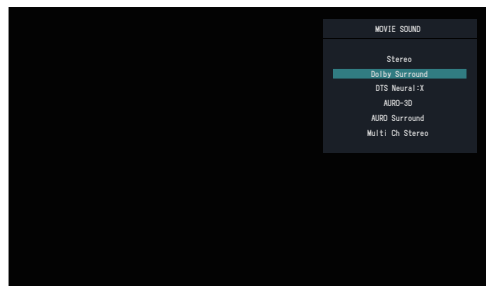 MOVIE SOUND
Stereo
Dolby Surround
DTS Neural:X
AURO-3D
AURO Surround
Multi Ch Stereo